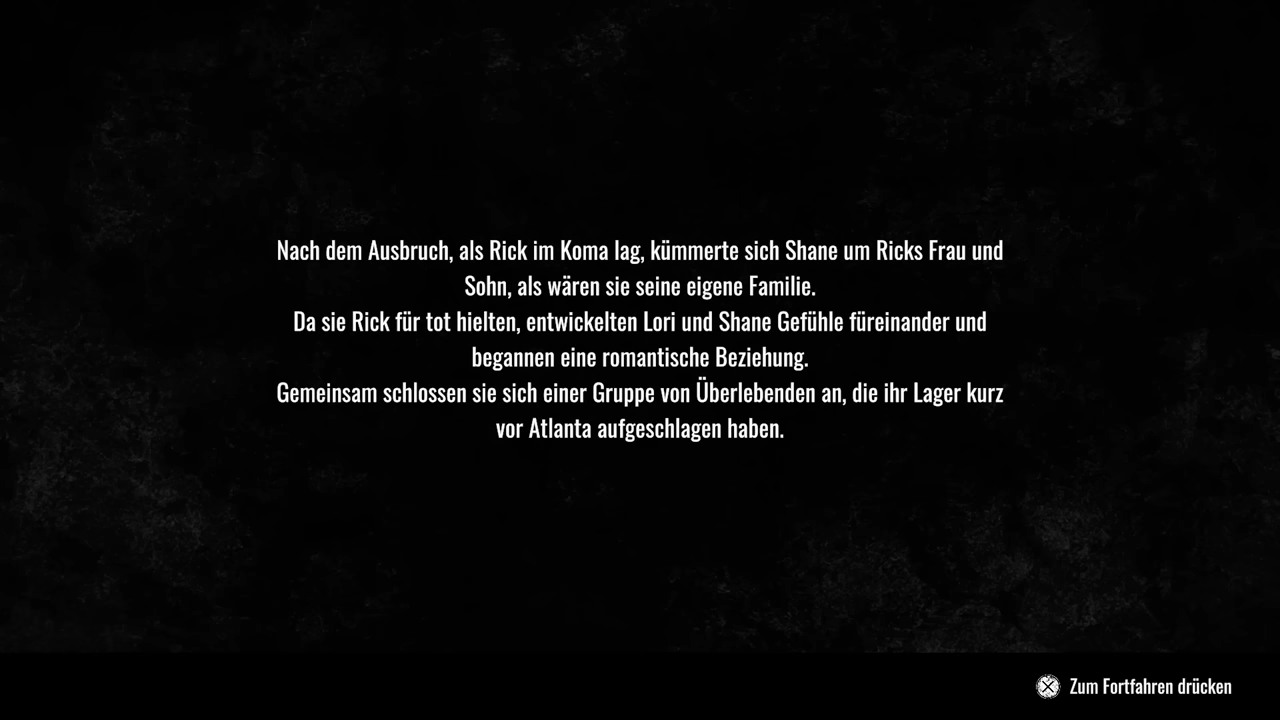 Nach dem Ausbruch, als Rick im Koma lag, kümmerte sich Shane um Ricks Frau und
Sohn, als wären sie seine eigene Familie.
Da sie Rick für tot hielten, entwickelten Lori und Shane Gefühle füreinander und
begannen eine romantische Beziehung.
Gemeinsam schlossen sie sich einer Gruppe von Überlebenden an, die ihr Lager kurz
vor Atlanta aufgeschlagen haben.
Zum Fortfahren drücken